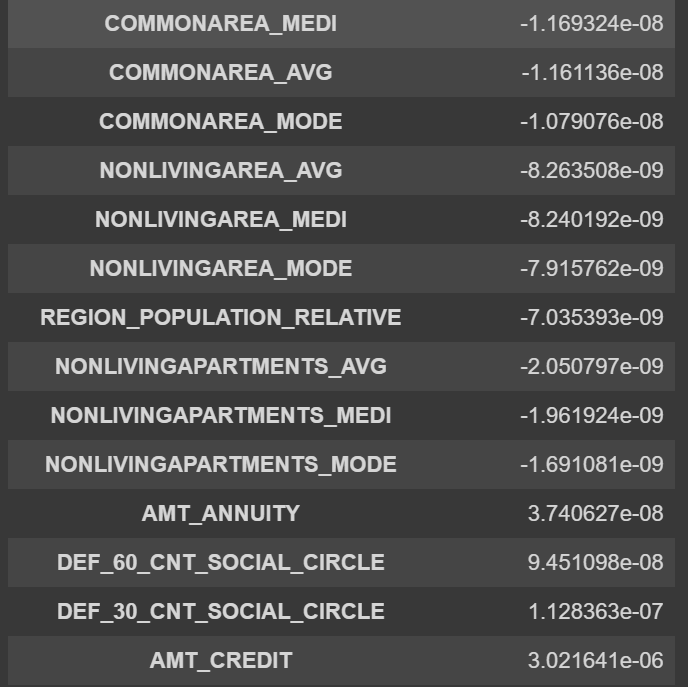 COMMONAREA_MEDI -1.169324e-08
COMMONAREA_AVG -1.161136e-08
COMMONAREA_MODE -1.079076e-08
NONLIVINGAREA_AVG -8.263508e-09
NONLIVINGAREA_MEDI -8.240192e-09
NONLIVINGAREA_MODE -7.915762e-09
REGION_POPULATION_RELATIVE -7.035393e-09
NONLIVINGAPARTMENTS_AVG -2.050797e-09
NONLIVINGAPARTMENTS_MEDI -1.961924e-09
NONLIVINGAPARTMENTS_MODE -1.691081e-09
AMT_ANNUITY 3.740627e-08
DEF_60_CNT_SOCIAL_CIRCLE 9.451098e-08
DEF_30_CNT_SOCIAL_CIRCLE 1.128363e-07
AMT_CREDIT 3.021641e-06